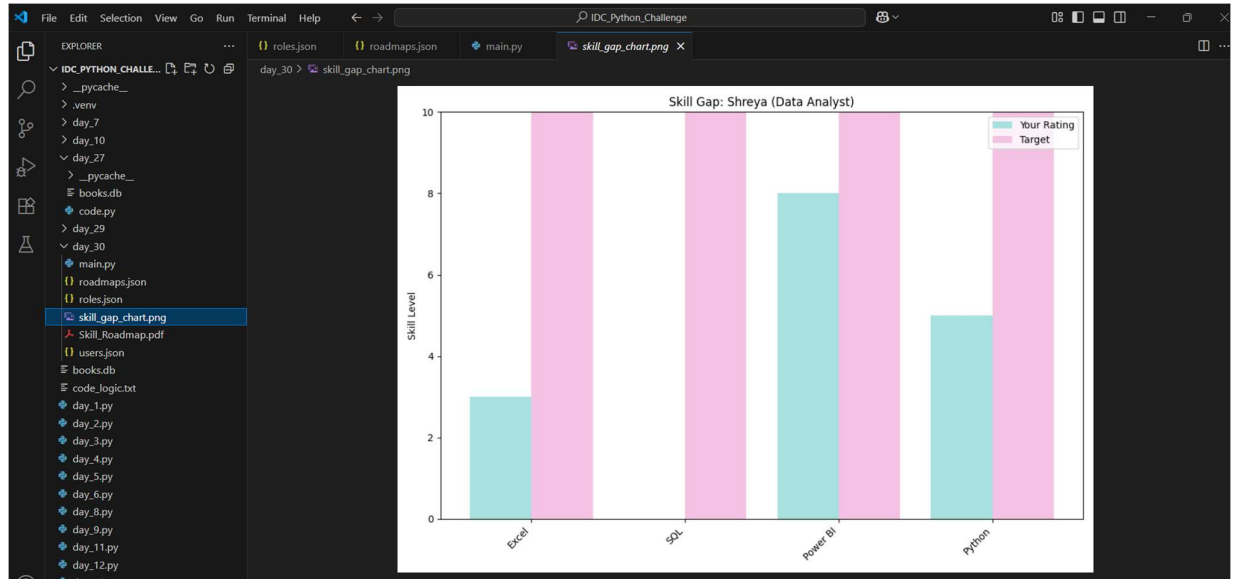 File Edit Selection View Go Run Terminal Help
IDC_Python_Challenge
EXPLORER
IDC_PYTHON_CHALLE...
__pycache__
.venv
day_7
day_10
day_27
__pycache__
books.db
code.py
day_29
day_30
main.py
roadmaps.json
roles.json
skill_gap_chart.png
Skill_Roadmap.pdf
users.json
books.db
code_logic.txt
day_1.py
day_2.py
day_3.py
day_4.py
day_5.py
day_6.py
day_8.py
day_9.py
day_11.py
day_12.py
roles.json roadmaps.json main.py skill_gap_chart.png
day_30 > skill_gap_chart.png
Skill Gap: Shreya (Data Analyst)
Your Rating
Target
Skill Level
10
8
6
4
2
0
Excel SQL Power BI Python